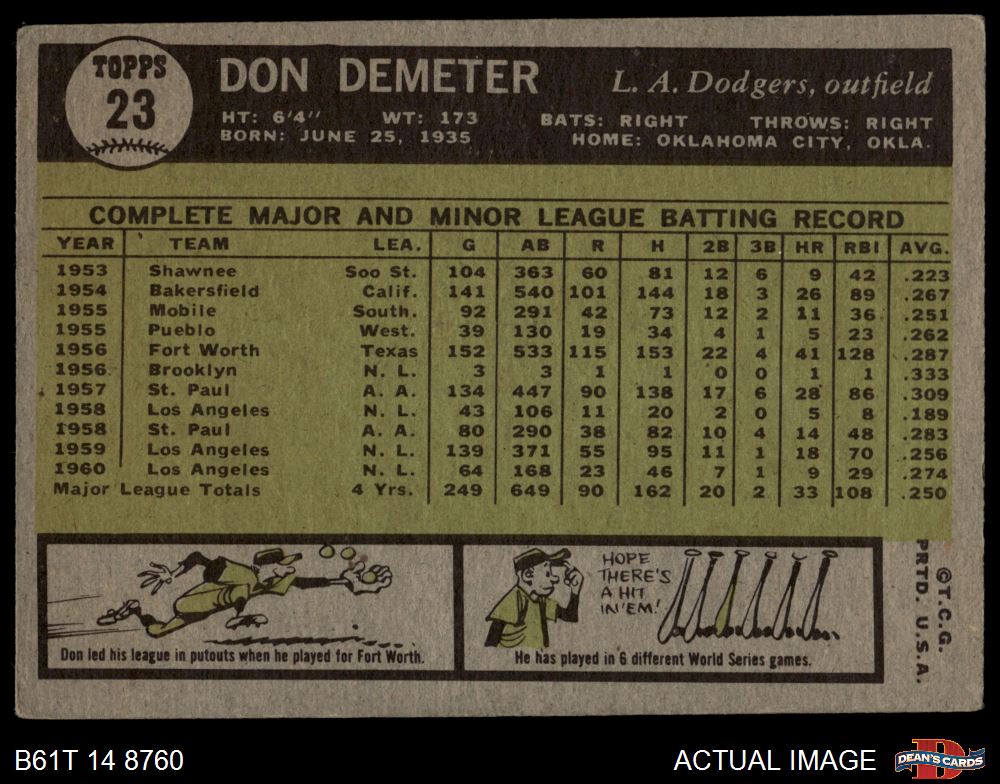 TOPPS
23
DON DEMETER
L. A. Dodgers, outfield
HT: 6'4" WT: 173 BATS: RIGHT THROWS: RIGHT
BORN: JUNE 25, 1935 HOME: OKLAHOMA CITY, OKLA.
COMPLETE MAJOR AND MINOR LEAGUE BATTING RECORD
YEAR TEAM LEA. G AB R H 2B 3B HR RBI AVG.
1953 Shawnee Soo St. 104 363 60 81 12 6 9 42 .223
1954 Bakersfield Calif. 141 540 101 144 18 3 26 89 .267
1955 Mobile South. 92 291 42 73 12 2 11 36 .251
1955 Pueblo West. 39 130 19 34 4 1 5 23 .262
1956 Fort Worth Texas 152 533 115 153 22 4 41 128 .287
1956 Brooklyn N. L. 3 3 1 1 0 0 1 1 .333
1957 St. Paul A. A. 134 447 90 138 17 6 28 86 .309
1958 Los Angeles N. L. 43 106 11 20 2 0 5 8 .189
1958 St. Paul A. A. 80 290 38 82 10 4 14 48 .283
1959 Los Angeles N. L. 139 371 55 95 11 1 18 70 .256
1960 Los Angeles N. L. 64 168 23 46 7 1 9 29 .274
Major League Totals 4 Yrs. 249 649 90 162 20 2 33 108 .250
HOPE
THERE'S
A HIT
IN 'EM!
Don led his league in putouts when he played for Fort Worth.
He has played in 6 different World Series games.
©T.C.G.
PRTD. U.S.A.
B61T 14 8760
ACTUAL IMAGE
DEAN'S CARDS